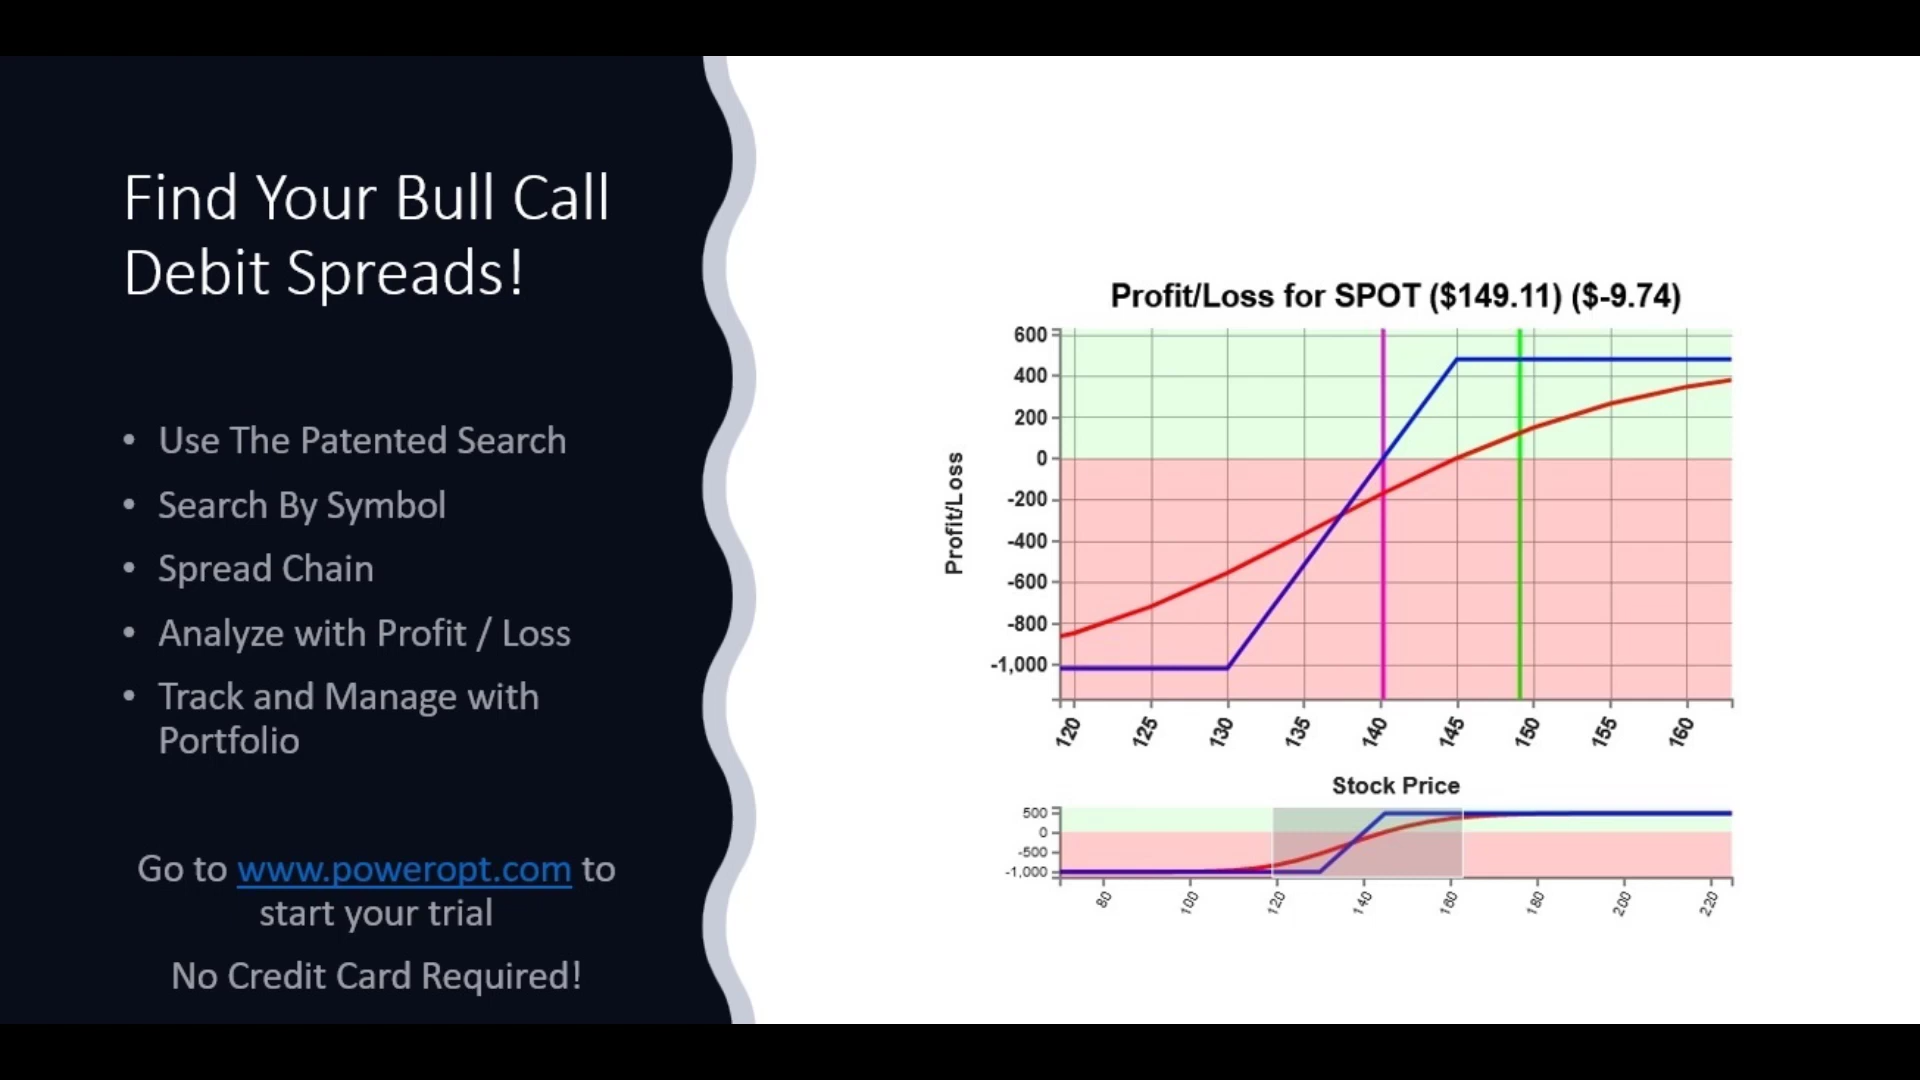 Find Your Bull Call
Debit Spreads!
• Use The Patented Search
• Search By Symbol
• Spread Chain
• Analyze with Profit / Loss
• Track and Manage with
Portfolio
Go to www.poweropt.com to
start your trial
No Credit Card Required!
Profit/Loss for SPOT ($149.11) ($-9.74)
Profit/Loss
600
400
200
0
-200
-400
-600
-800
-1,000
120 125 130 135 140 145 150 155 160
Stock Price
500
0
-500
-1,000
80 100 120 140 160 180 200 220